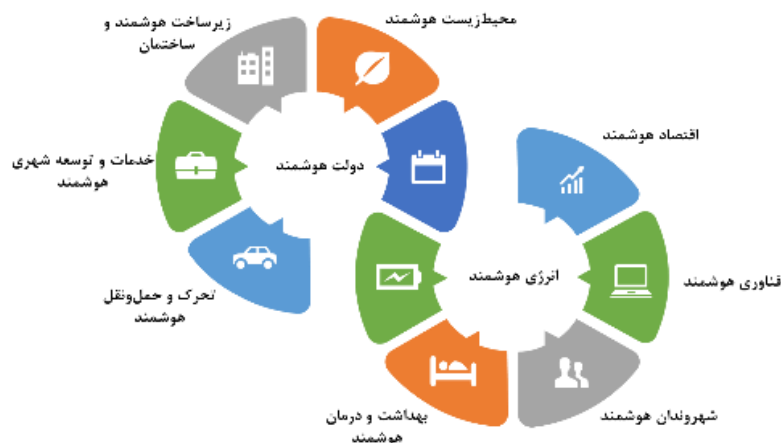 محیط‌زیست هوشمند
زیرساخت هوشمند و
ساختمان
اقتصاد هوشمند
دولت هوشمند
خدمات و توسعه شهری
هوشمند
انرژی هوشمند
فناوری هوشمند
تحرک و حمل‌ونقل
هوشمند
شهروندان هوشمند
بهداشت و درمان
هوشمند